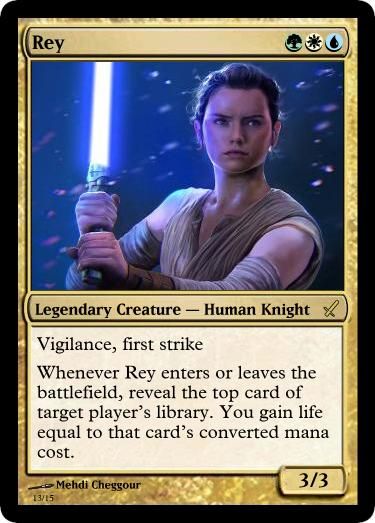 Rey
Legendary Creature — Human Knight
Vigilance, first strike
Whenever Rey enters or leaves the
battlefield, reveal the top card of
target player's library. You gain life
equal to that card's converted mana
cost.
Mehdi Cheggour
3/3
13/15